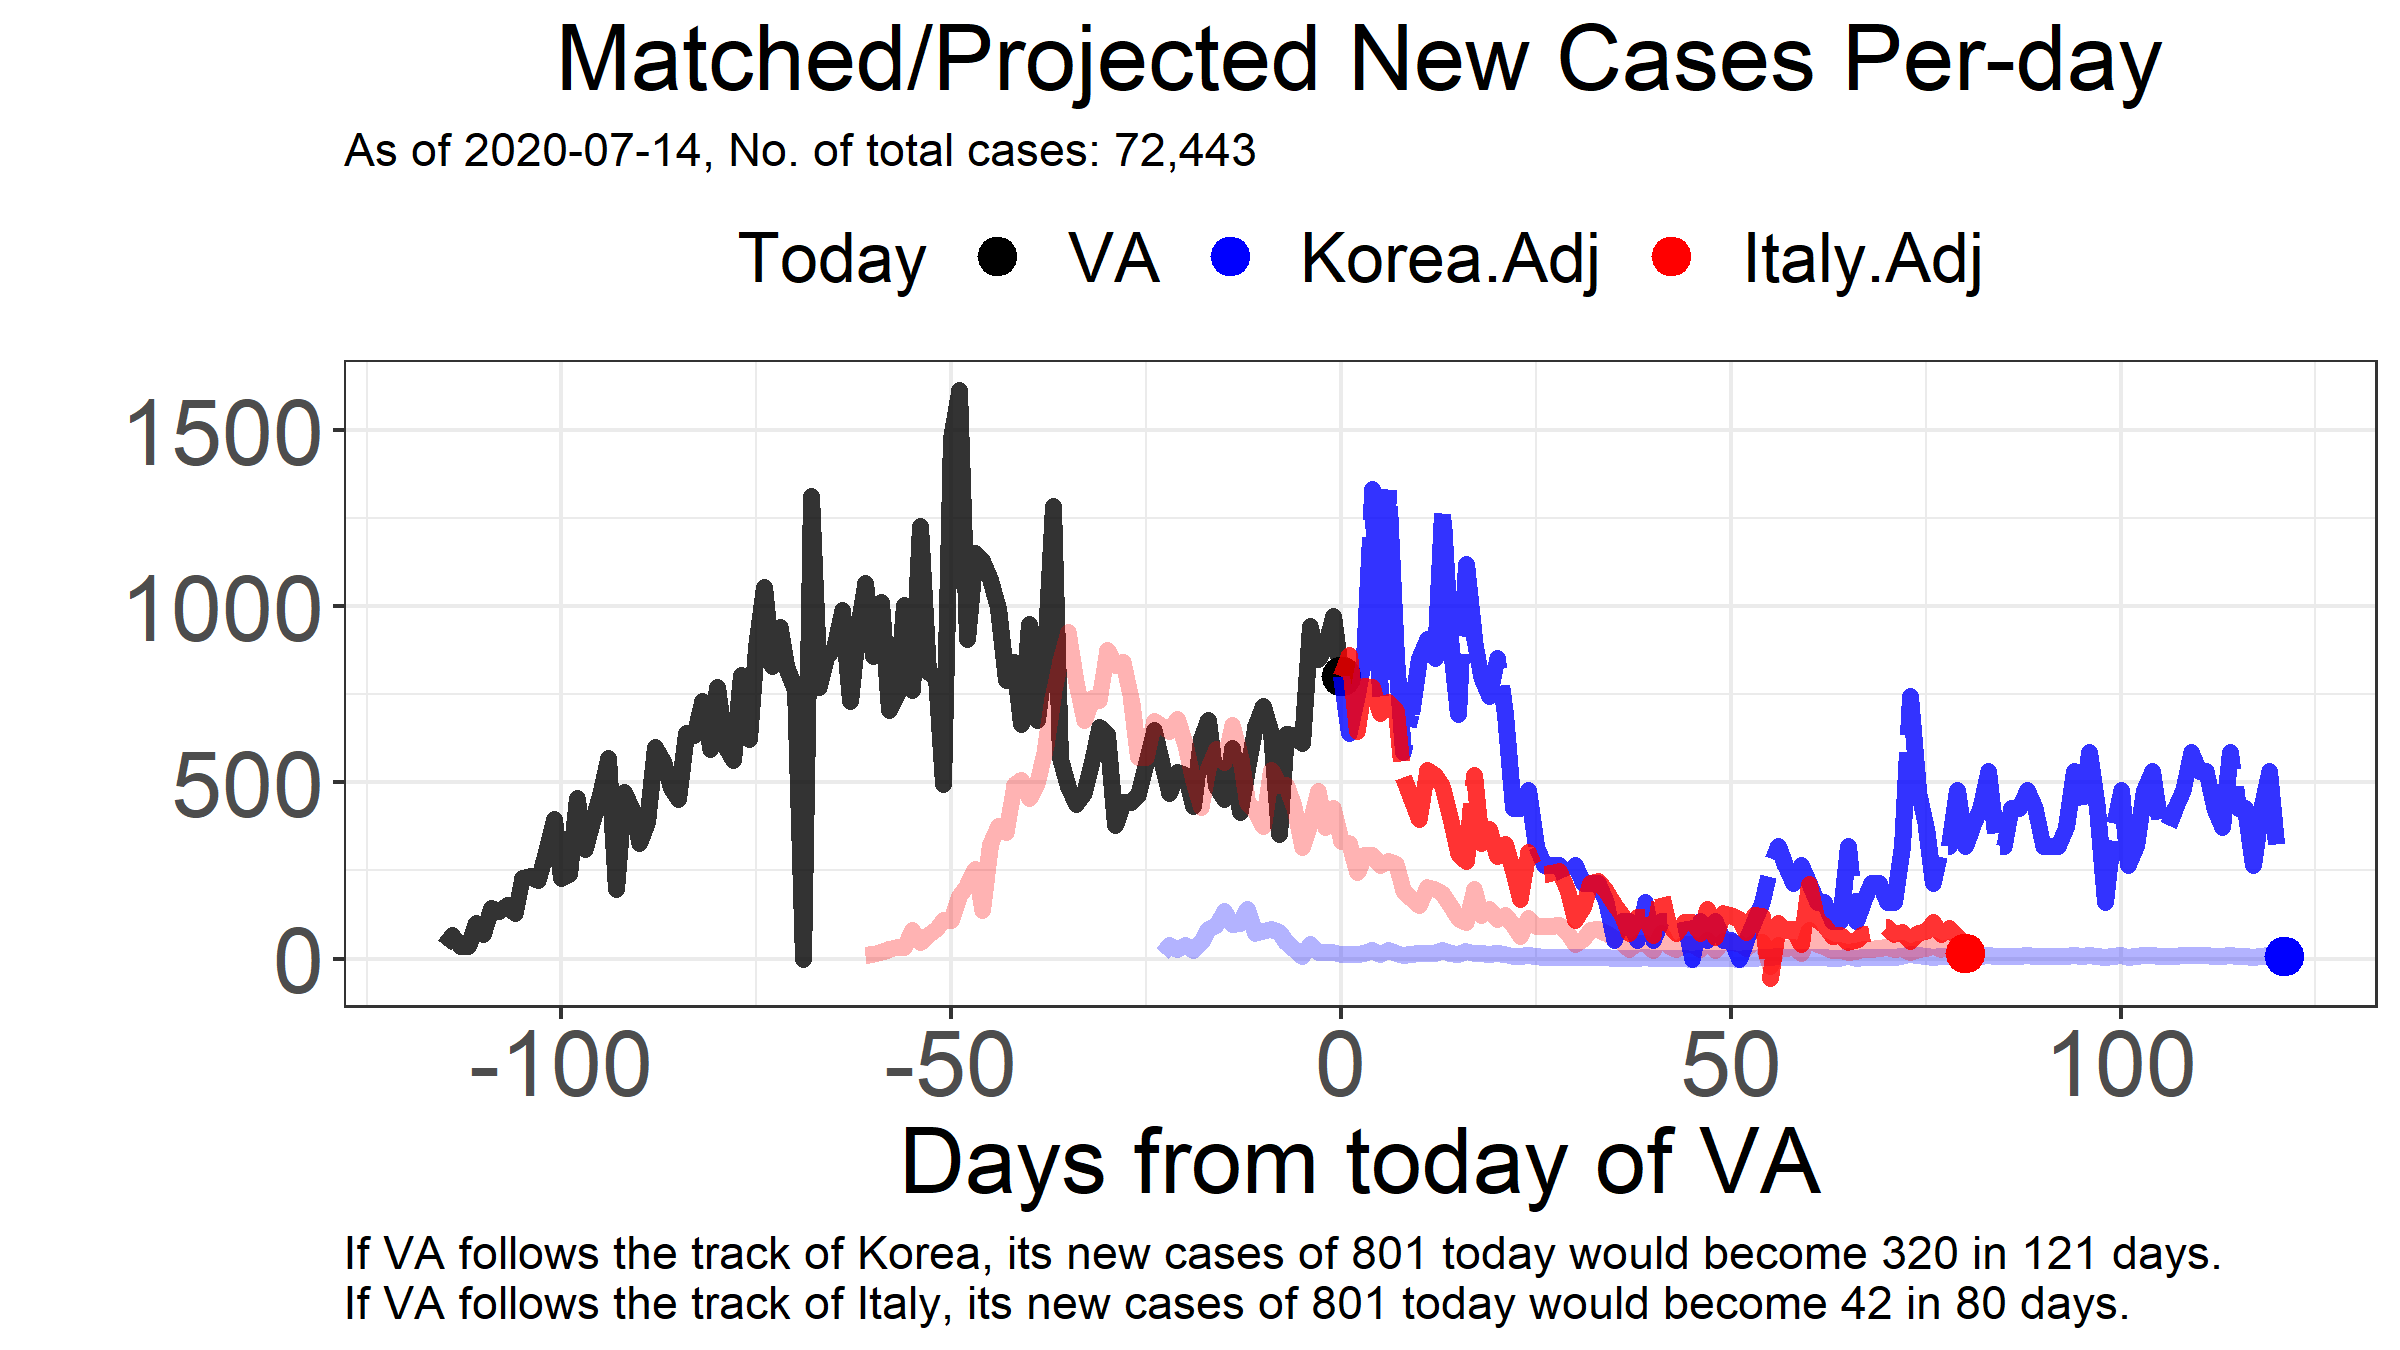 Matched/Projected New Cases Per-day
As of 2020-07-14, No. of total cases: 72,443
Today VA Korea.Adj Italy.Adj
1500
1000
500
0
-100 -50 0 50 100
Days from today of VA
If VA follows the track of Korea, its new cases of 801 today would become 320 in 121 days.
If VA follows the track of Italy, its new cases of 801 today would become 42 in 80 days.